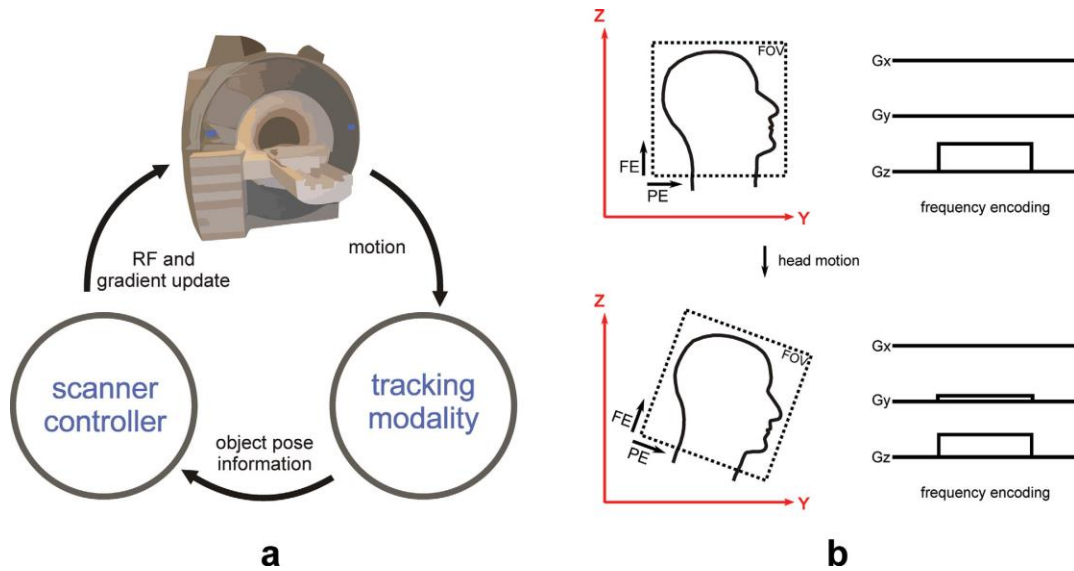 motion
RF and
gradient update
scanner
controller
tracking
modality
object pose
information
a
Z
FOV
FE
PE
Y
Gx
Gy
Gz
frequency encoding
head motion
Z
FOV
FE
PE
Y
Gx
Gy
Gz
frequency encoding
b